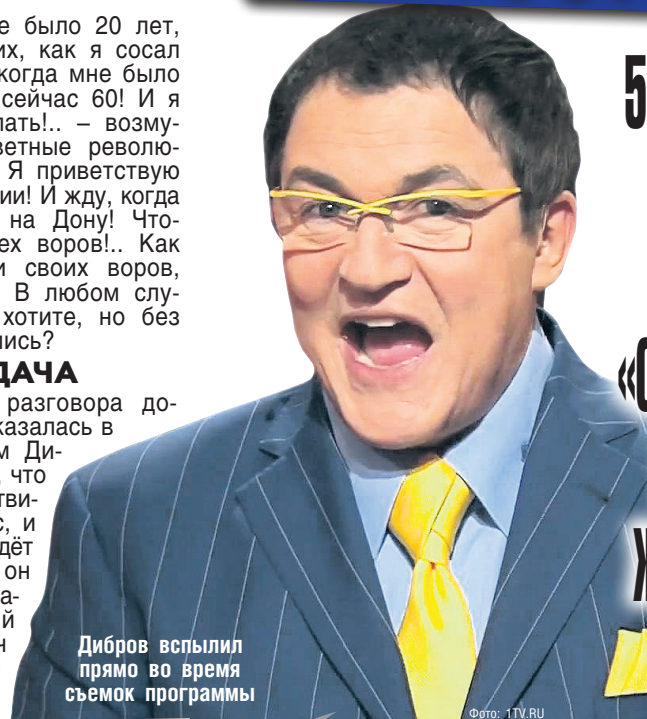 е было 20 лет,
их, как я сосал
когда мне было
сейчас 60! И я
лать!.. – возму-
ветные револю-
Я приветствую
ии! И жду, когда
на Дону! Что-
ех воров!.. Как
и своих воров,
В любом слу-
хотите, но без
лись?
ДАЧА
разговора до-
казалась в
м Ди-
что
тви-
с, и
дёт
он
а-
й
н
Дибров вспылил
прямо во время
съемок программы
Фото: 1TV.RU
5
«О
Ж